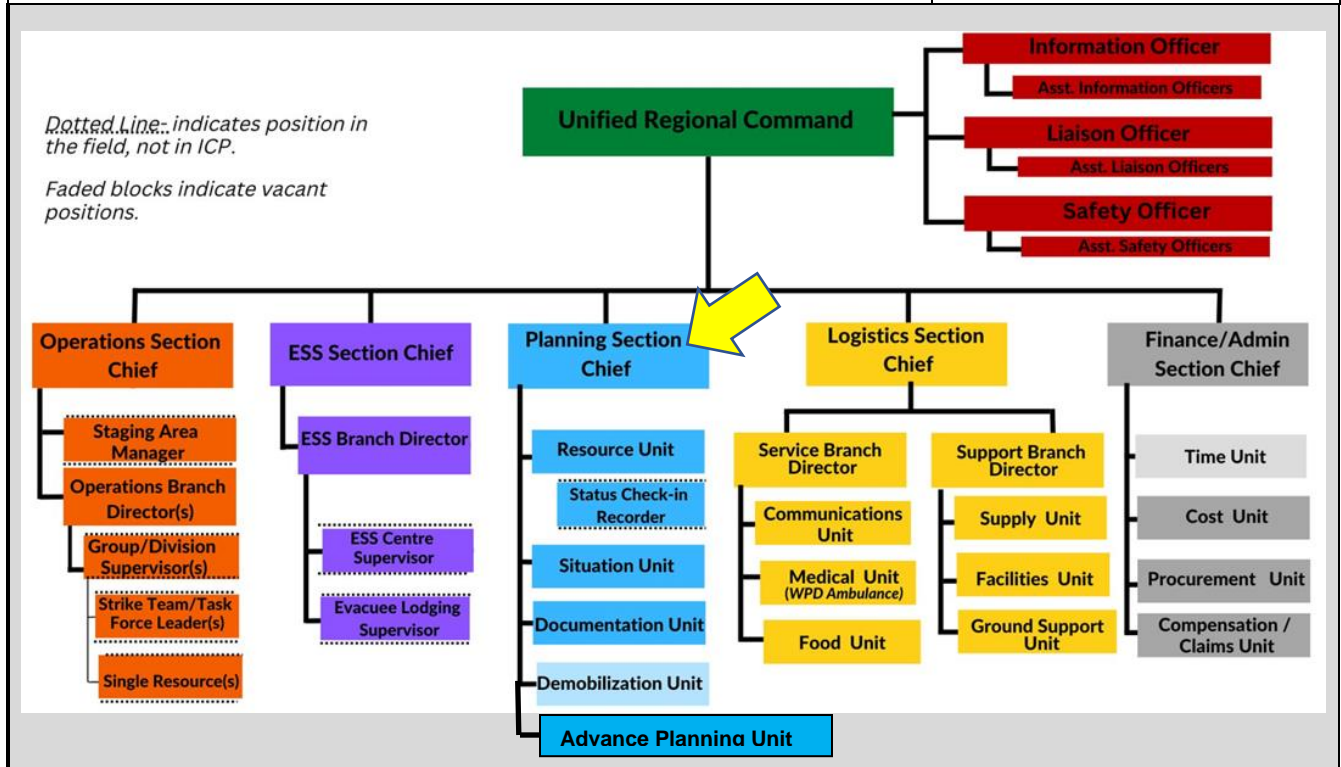 Dotted Line- indicates position in
the field, not in ICP.
Faded blocks indicate vacant
positions.
Unified Regional Command
Information Officer
Asst. Information Officers
Liaison Officer
Asst. Liaison Officers
Safety Officer
Asst. Safety Officers
Operations Section
Chief
Staging Area
Manager
Operations Branch
Director(s)
Group/Division
Supervisor(s)
Strike Team/Task
Force Leader(s)
Single Resource(s)
ESS Section Chief
ESS Branch Director
ESS Centre
Supervisor
Evacuee Lodging
Supervisor
Planning Section
Chief
Resource Unit
Status Check-in
Recorder
Situation Unit
Documentation Unit
Demobilization Unit
Advance Planning Unit
Logistics Section
Chief
Service Branch
Director
Communications
Unit
Medical Unit
(WPD Ambulance)
Food Unit
Support Branch
Director
Supply Unit
Facilities Unit
Ground Support
Unit
Finance/Admin
Section Chief
Time Unit
Cost Unit
Procurement Unit
Compensation /
Claims Unit